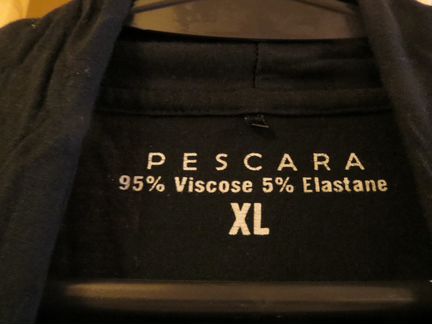 PESCARA
95% Viscose 5% Elastane
XL